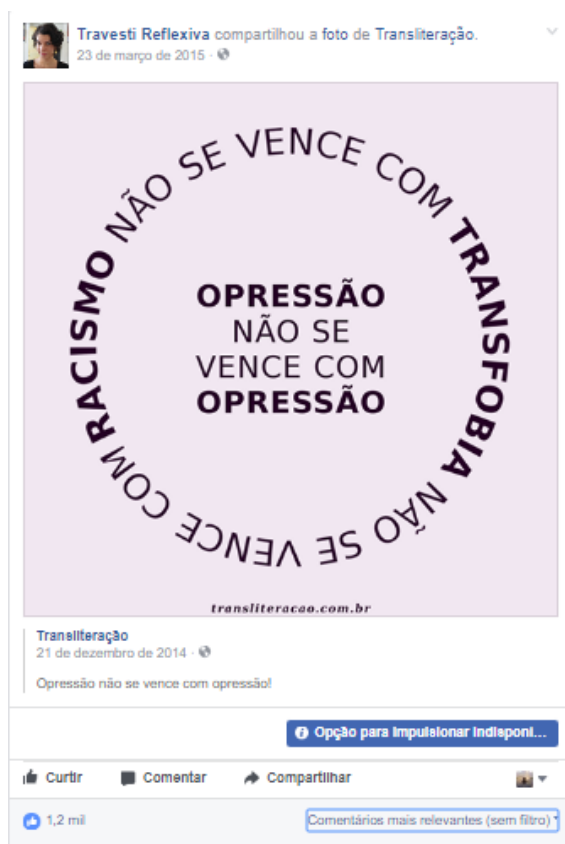 Travesti Reflexiva compartilhou a foto de Transliteração.
23 de março de 2015 ·
RACISMO NÃO SE VENCE COM TRANSFOBIA NÃO SE VENCE COM
OPRESSÃO
NÃO SE
VENCE COM
OPRESSÃO
transliteracao.com.br
Transliteração
21 de dezembro de 2014 ·
Opressão não se vence com opressão!
Opção para impulsionar indisponí...
Curtir Comentar Compartilhar
1,2 mil Comentários mais relevantes (sem filtro)